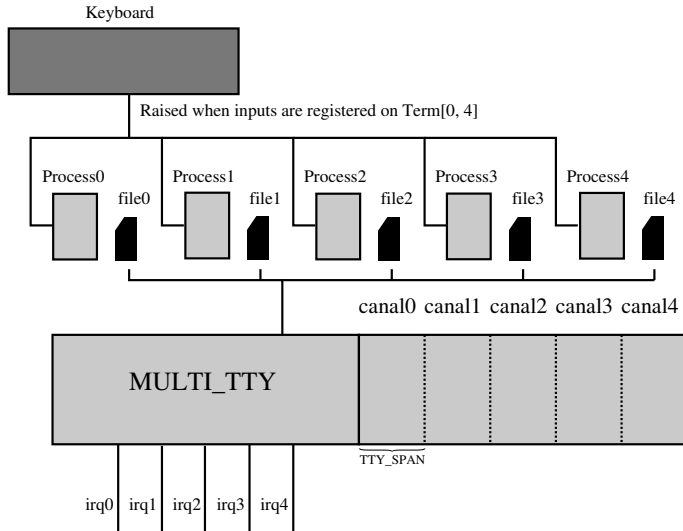 Keyboard
Raised when inputs are registered on Term[0, 4]
Process0 file0 Process1 file1 Process2 file2 Process3 file3 Process4 file4
canal0 canal1 canal2 canal3 canal4
MULTI_TTY
TTY_SPAN
irq0 irq1 irq2 irq3 irq4